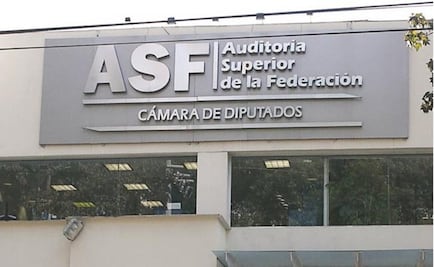 ASF
Auditoría
Superior
de la Federación
CÁMARA DE DIPUTADOS